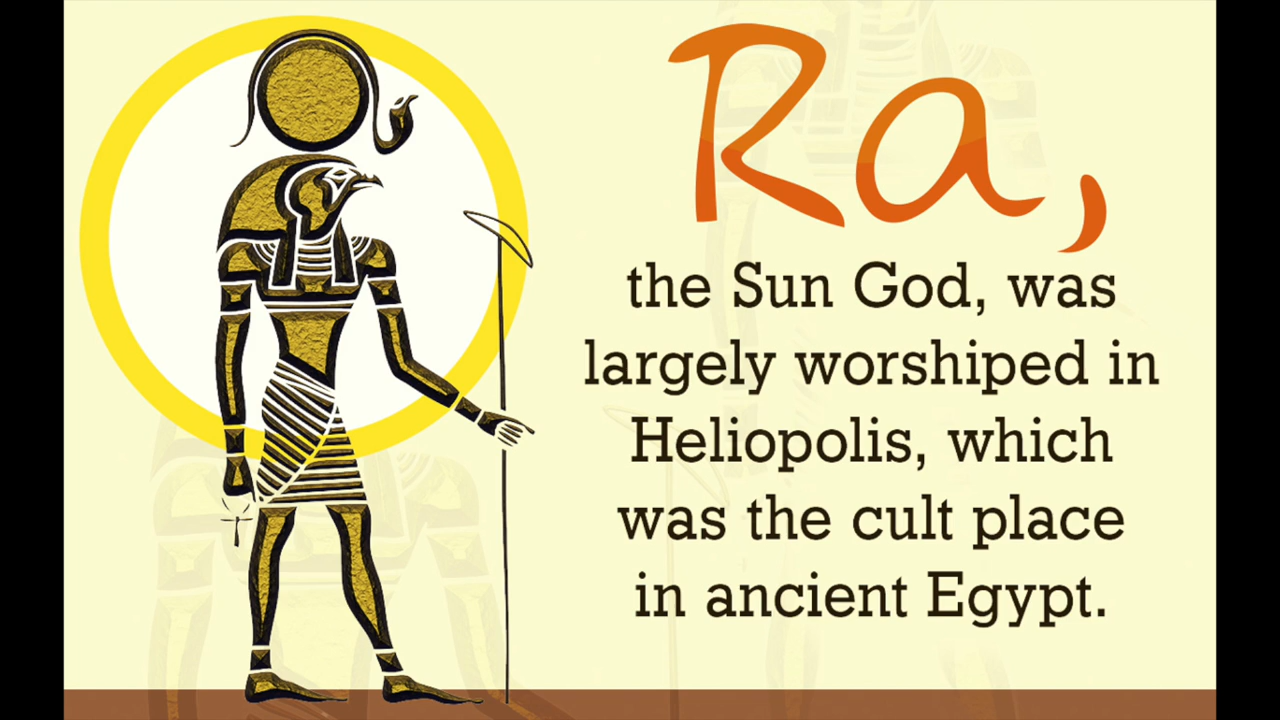 Ra,
the Sun God, was
largely worshiped in
Heliopolis, which
was the cult place
in ancient Egypt.